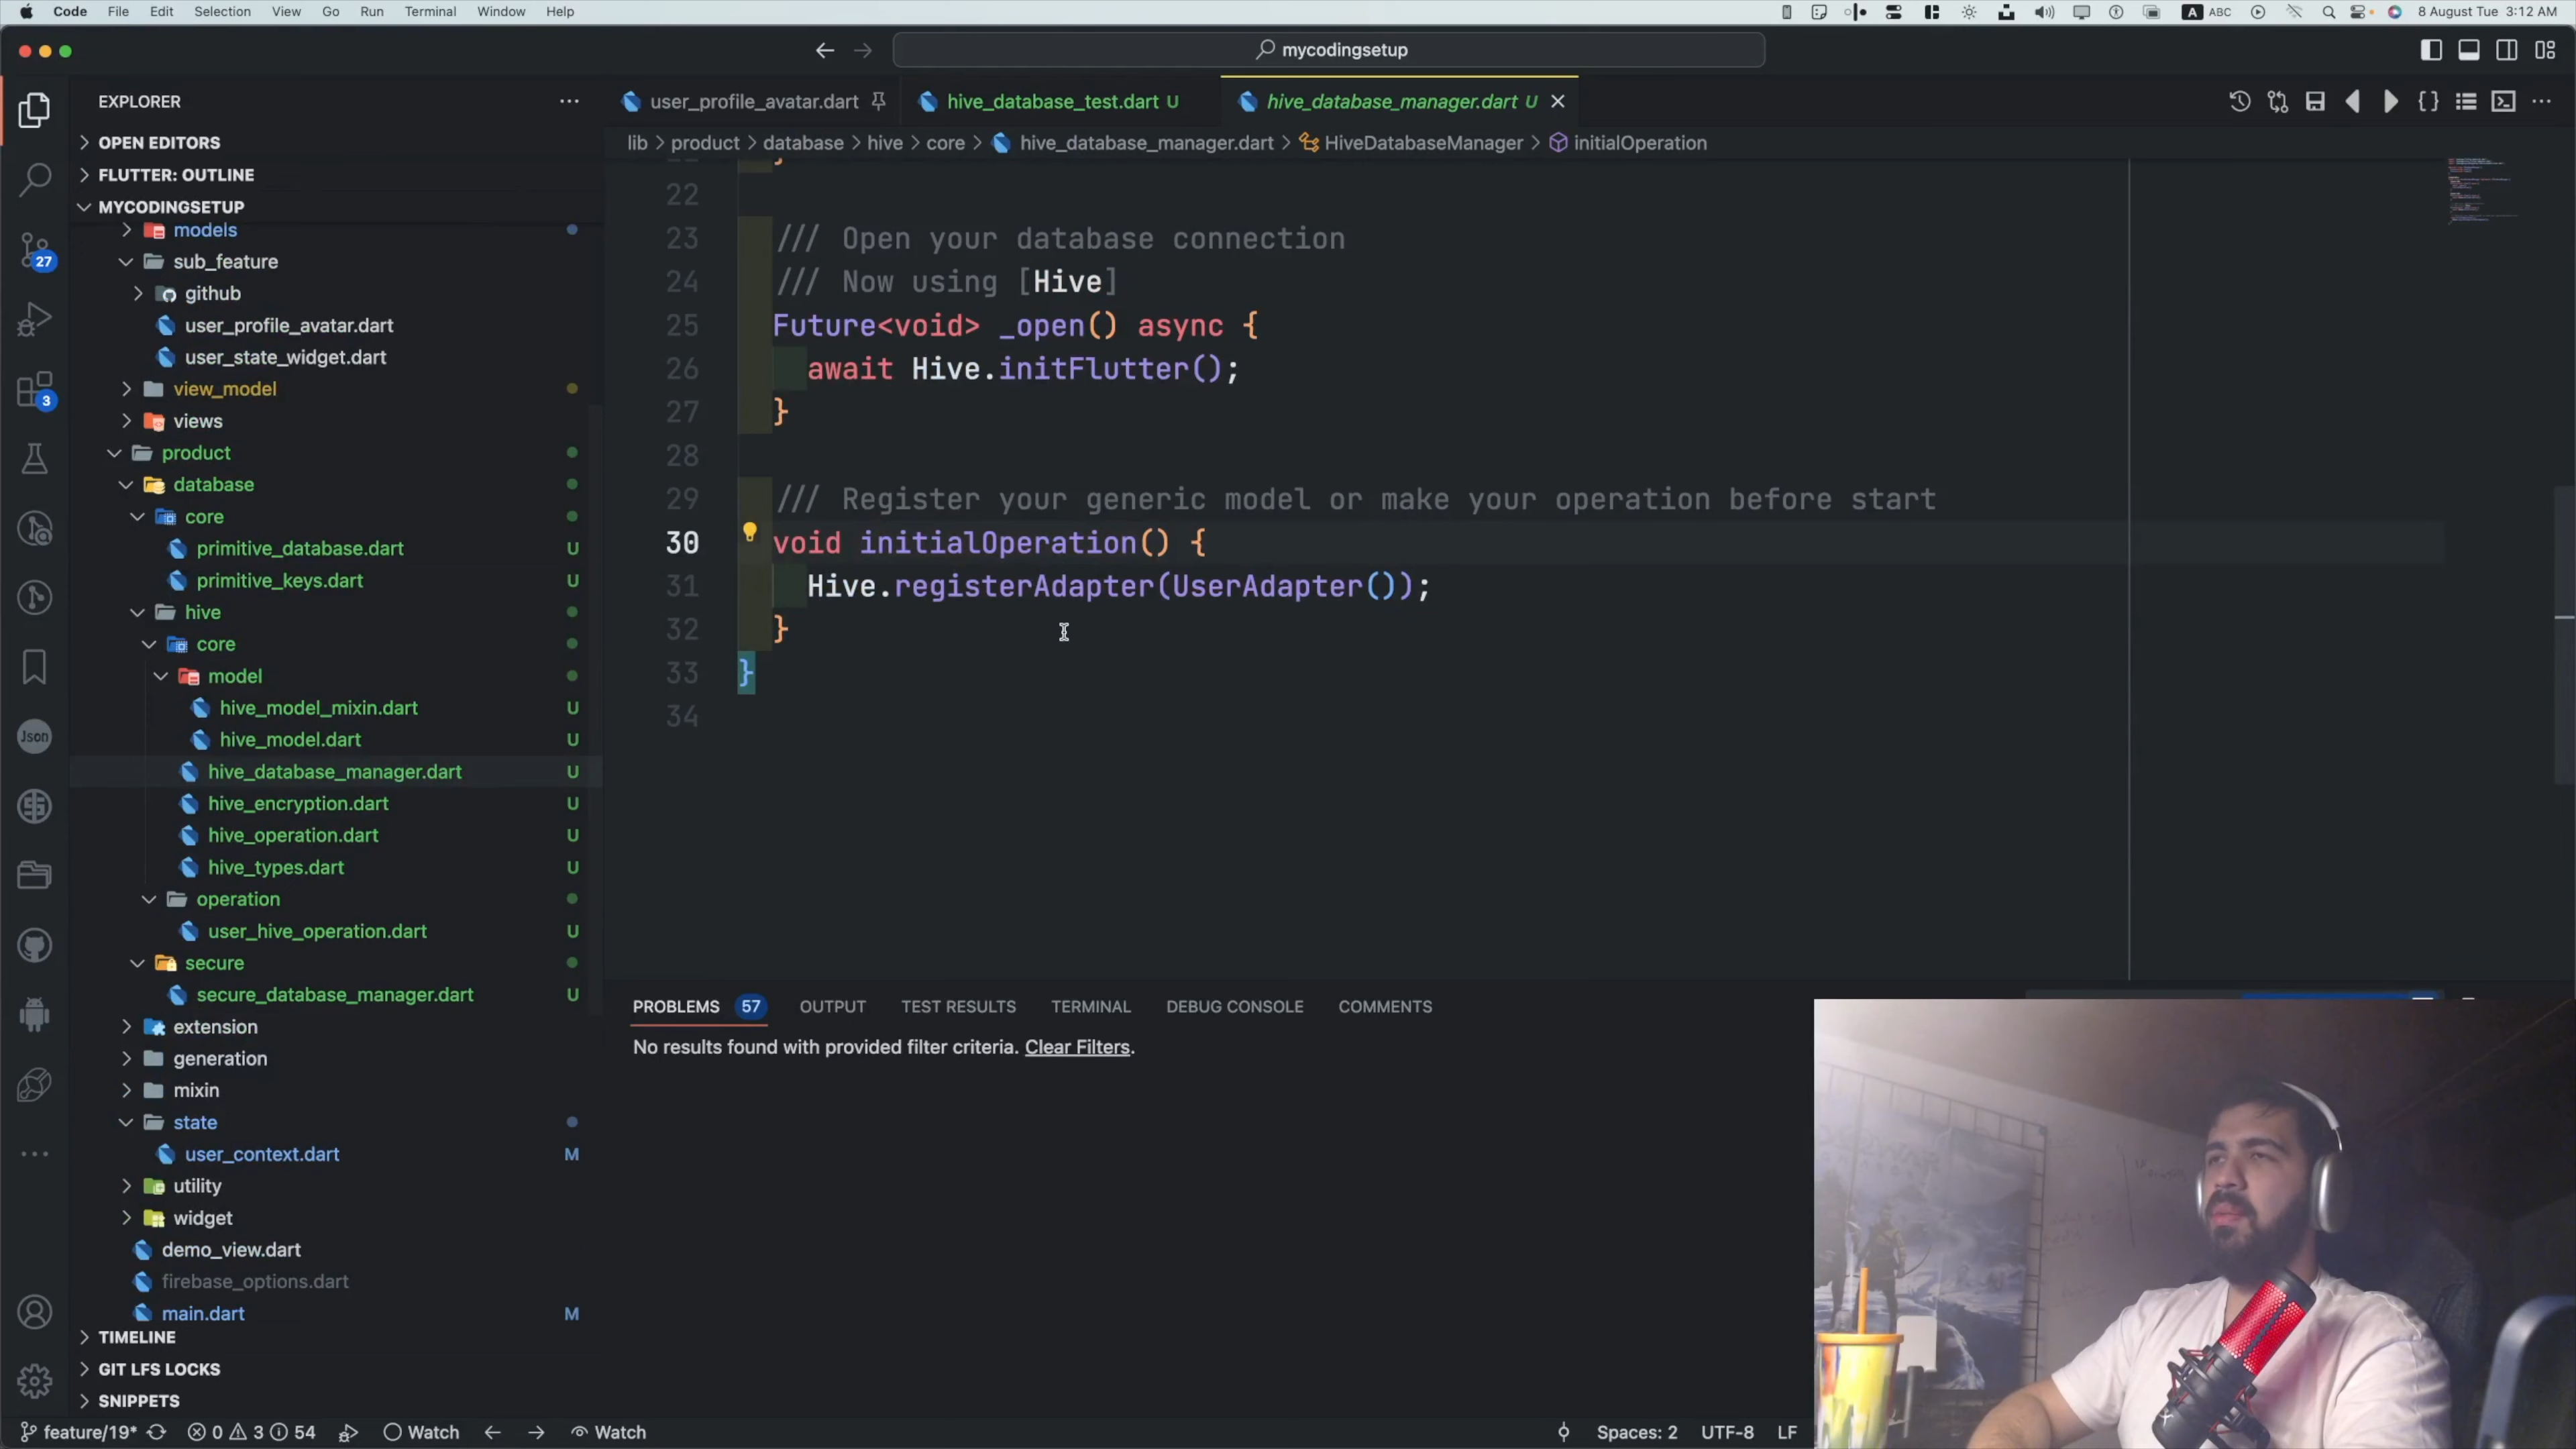 Code File Edit Selection View Go Run Terminal Window Help
A ABC 8 August Tue 3:12 AM
mycodingsetup
EXPLORER
OPEN EDITORS
FLUTTER: OUTLINE
MYCODINGSETUP
models
sub_feature
github
user_profile_avatar.dart
user_state_widget.dart
view_model
views
product
database
core
primitive_database.dart U
primitive_keys.dart U
hive
core
model
hive_model_mixin.dart U
hive_model.dart U
hive_database_manager.dart U
hive_encryption.dart U
hive_operation.dart U
hive_types.dart U
operation
user_hive_operation.dart U
secure
secure_database_manager.dart U
extension
generation
mixin
state
user_context.dart M
utility
widget
demo_view.dart
firebase_options.dart
main.dart M
TIMELINE
GIT LFS LOCKS
SNIPPETS
27
3
Json
user_profile_avatar.dart hive_database_test.dart U hive_database_manager.dart U
lib > product > database > hive > core > hive_database_manager.dart > HiveDatabaseManager > initialOperation
22
23 /// Open your database connection
24 /// Now using [Hive]
25 Future<void> _open() async {
26 await Hive.initFlutter();
27 }
28
29 /// Register your generic model or make your operation before start
30 void initialOperation() {
31 Hive.registerAdapter(UserAdapter());
32 }
33 }
34
PROBLEMS 57 OUTPUT TEST RESULTS TERMINAL DEBUG CONSOLE COMMENTS
No results found with provided filter criteria. Clear Filters.
feature/19* 0 3 54 Watch Watch Spaces: 2 UTF-8 LF